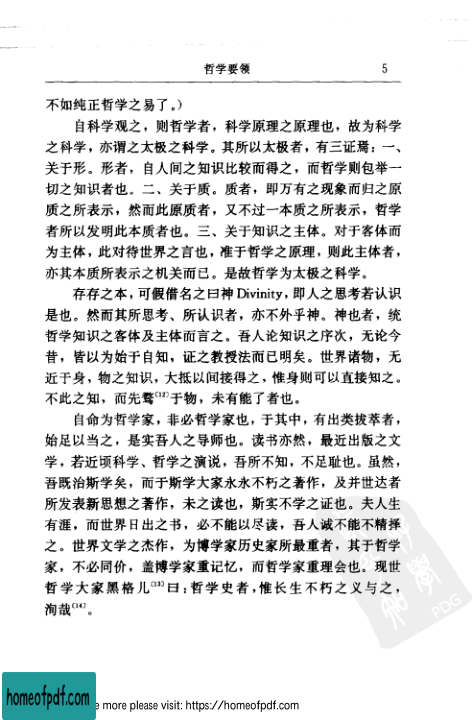 哲学要领 5
不如纯正哲学之易了。）
自科学观之，则哲学者，科学原理之原理也，故为科学
之科学，亦谓之太极之科学。其所以太极者，有三证焉：一、
关于形。形者，自人间之知识比较而得之，而哲学则包举一
切之知识者也。二、关于质。质者，即万有之现象而归之原
质之所表示，然而此原质者，又不过一本质之所表示，哲学
者所以发明此本质者也。三、关于知识之主体。对于客体而
为主体，此对待世界之言也，准于哲学之原理，则此主体者，
亦其本质所表示之机关而已。是故哲学为太极之科学。
存存之本，可假借名之曰神 Divinity，即人之思考若认识
是也。然而其所思考、所认识者，亦不外乎神。神也者，统
哲学知识之客体及主体而言之。吾人论知识之序次，无论今
昔，皆以为始于自知，证之教授法而已明矣。世界诸物，无
近于身，物之知识，大抵以间接得之，惟身则可以直接知之。
不此之知，而先骛〔12〕于物，未有能了者也。
自命为哲学家，非必哲学家也，于其中，有出类拔萃者，
始足以当之，是实吾人之导师也。读书亦然，最近出版之文
学，若近顷科学、哲学之演说，吾所不知，不足耻也。虽然，
吾既治斯学矣，而于斯学大家永永不朽之著作，及并世达者
所发表新思想之著作，未之读也，斯实不学之证也。夫人生
有涯，而世界日出之书，必不能以尽读，吾人诚不能不精择
之。世界文学之杰作，为博学家历史家所最重者，其于哲学
家，不必同价，盖博学家重记忆，而哲学家重理会也。现世
哲学大家黑格儿〔13〕曰：哲学史者，惟长生不朽之义与之，
洵哉〔14〕。
PDG
homeofpdf.com
e more please visit: https://homeofpdf.com